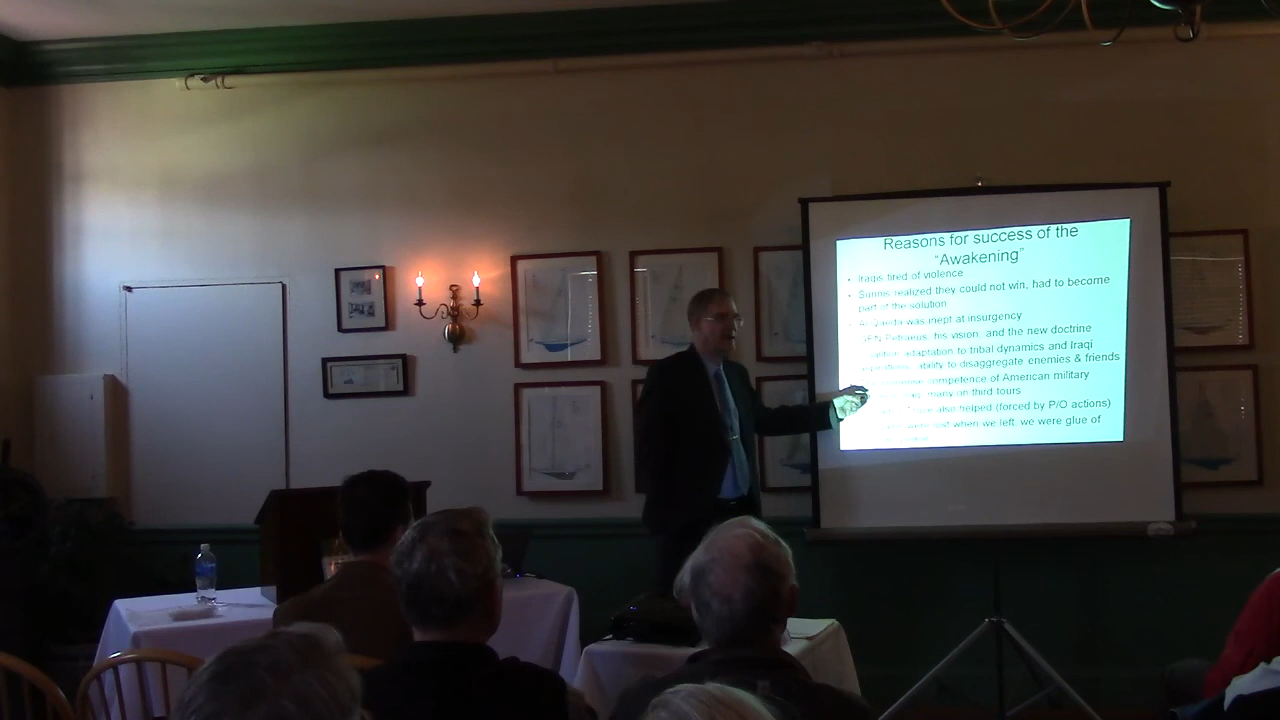 Reasons for success of the
"Awakening"
• Iraqis tired of violence
• Sunnis realized they could not win, had to become
part of the solution
• Al Qaeda was inept at insurgency
Petraeus, his vision, and the new doctrine
adaptation to tribal dynamics and Iraqi
ability to disaggregate enemies & friends
competence of American military
many on third tours
also helped (forced by P/O actions)
lost when we left, we were glue of